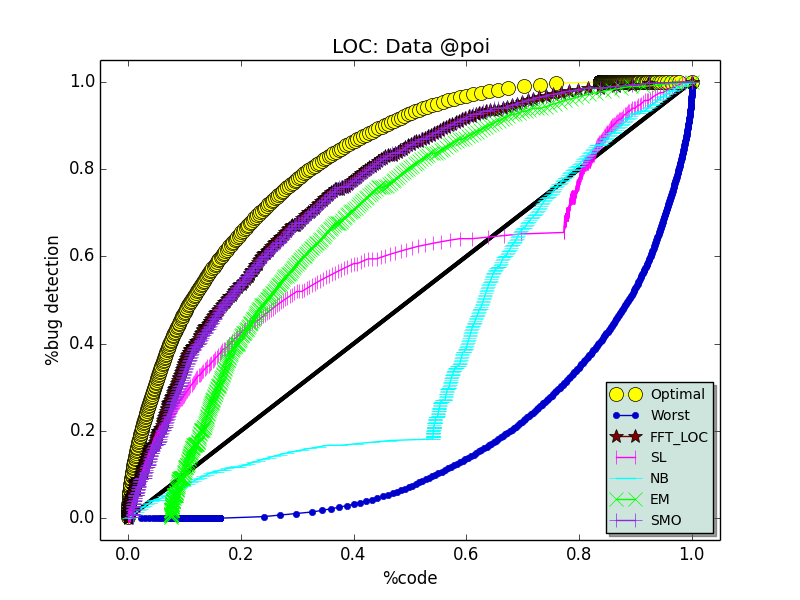 LOC: Data @poi
1.0
0.8
0.6
0.4
0.2
0.0
%bug detection
Optimal
Worst
FFT_LOC
SL
NB
EM
SMO
0.0 0.2 0.4 0.6 0.8 1.0
%code